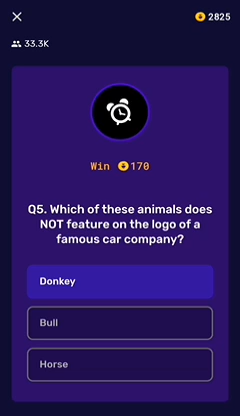 2825
33.3K
Win 170
Q5. Which of these animals does
NOT feature on the logo of a
famous car company?
Donkey
Bull
Horse